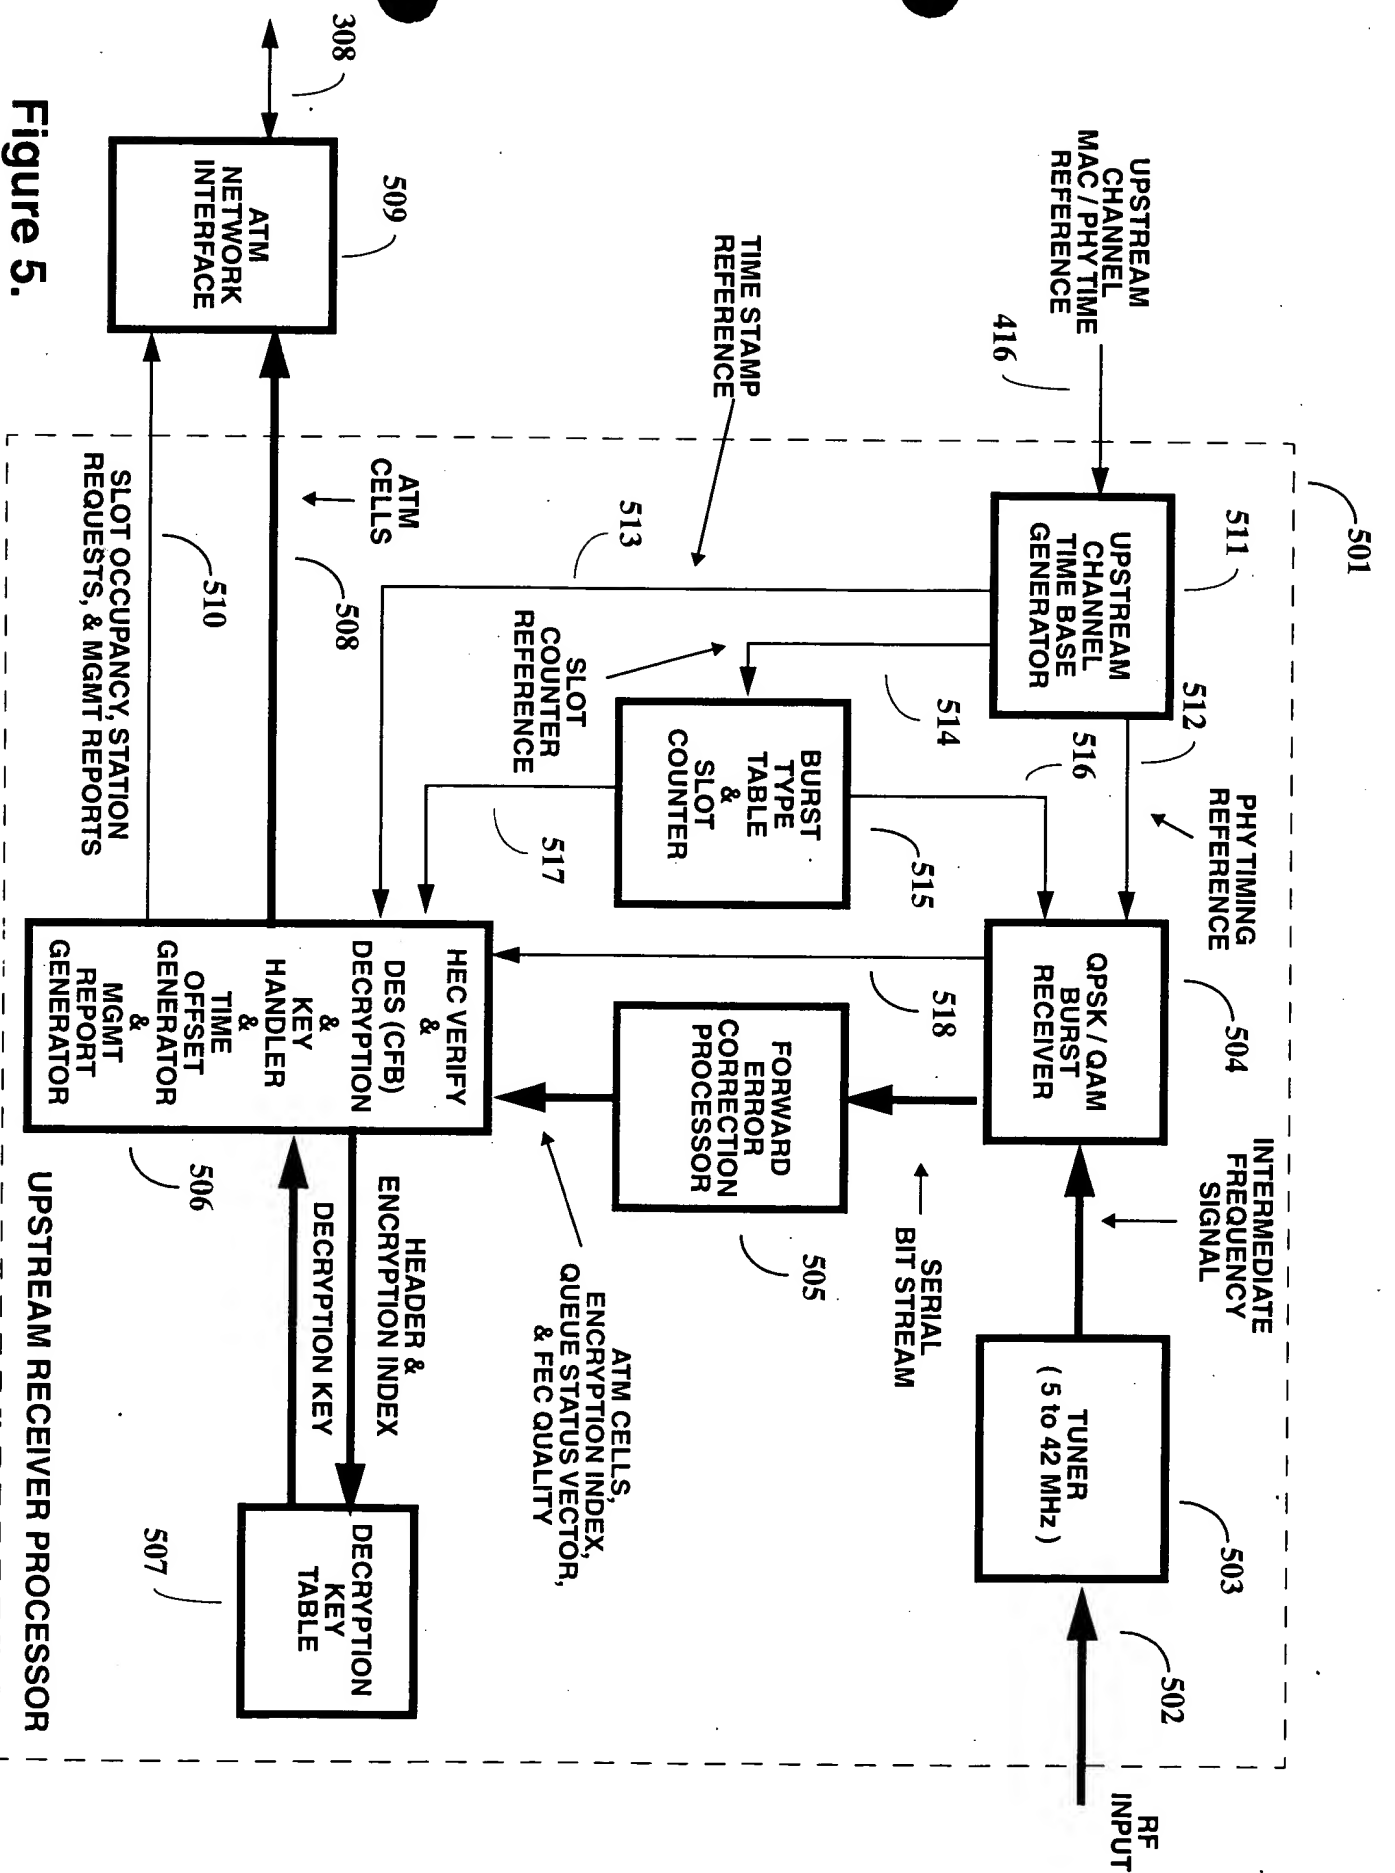 501
UPSTREAM
CHANNEL
MAC / PHY TIME
REFERENCE
416
511
UPSTREAM
CHANNEL
TIME BASE
GENERATOR
512
PHY TIMING
REFERENCE
516
504
QPSK / QAM
BURST
RECEIVER
INTERMEDIATE
FREQUENCY
SIGNAL
503
TUNER
( 5 to 42 MHz )
502
RF
INPUT
TIME STAMP
REFERENCE
513
514
SLOT
COUNTER
REFERENCE
515
BURST
TYPE
TABLE
&
SLOT
COUNTER
517
518
FORWARD
ERROR
CORRECTION
PROCESSOR
505
SERIAL
BIT STREAM
ATM CELLS,
ENCRYPTION INDEX,
QUEUE STATUS VECTOR,
& FEC QUALITY
308
509
ATM
NETWORK
INTERFACE
ATM
CELLS
508
510
SLOT OCCUPANCY, STATION
REQUESTS, & MGMT REPORTS
HEC VERIFY
&
DES (CFB)
DECRYPTION
&
KEY
HANDLER
&
TIME
OFFSET
GENERATOR
&
MGMT
REPORT
GENERATOR
506
HEADER &
ENCRYPTION INDEX
DECRYPTION KEY
DECRYPTION
KEY
TABLE
507
UPSTREAM RECEIVER PROCESSOR
Figure 5.